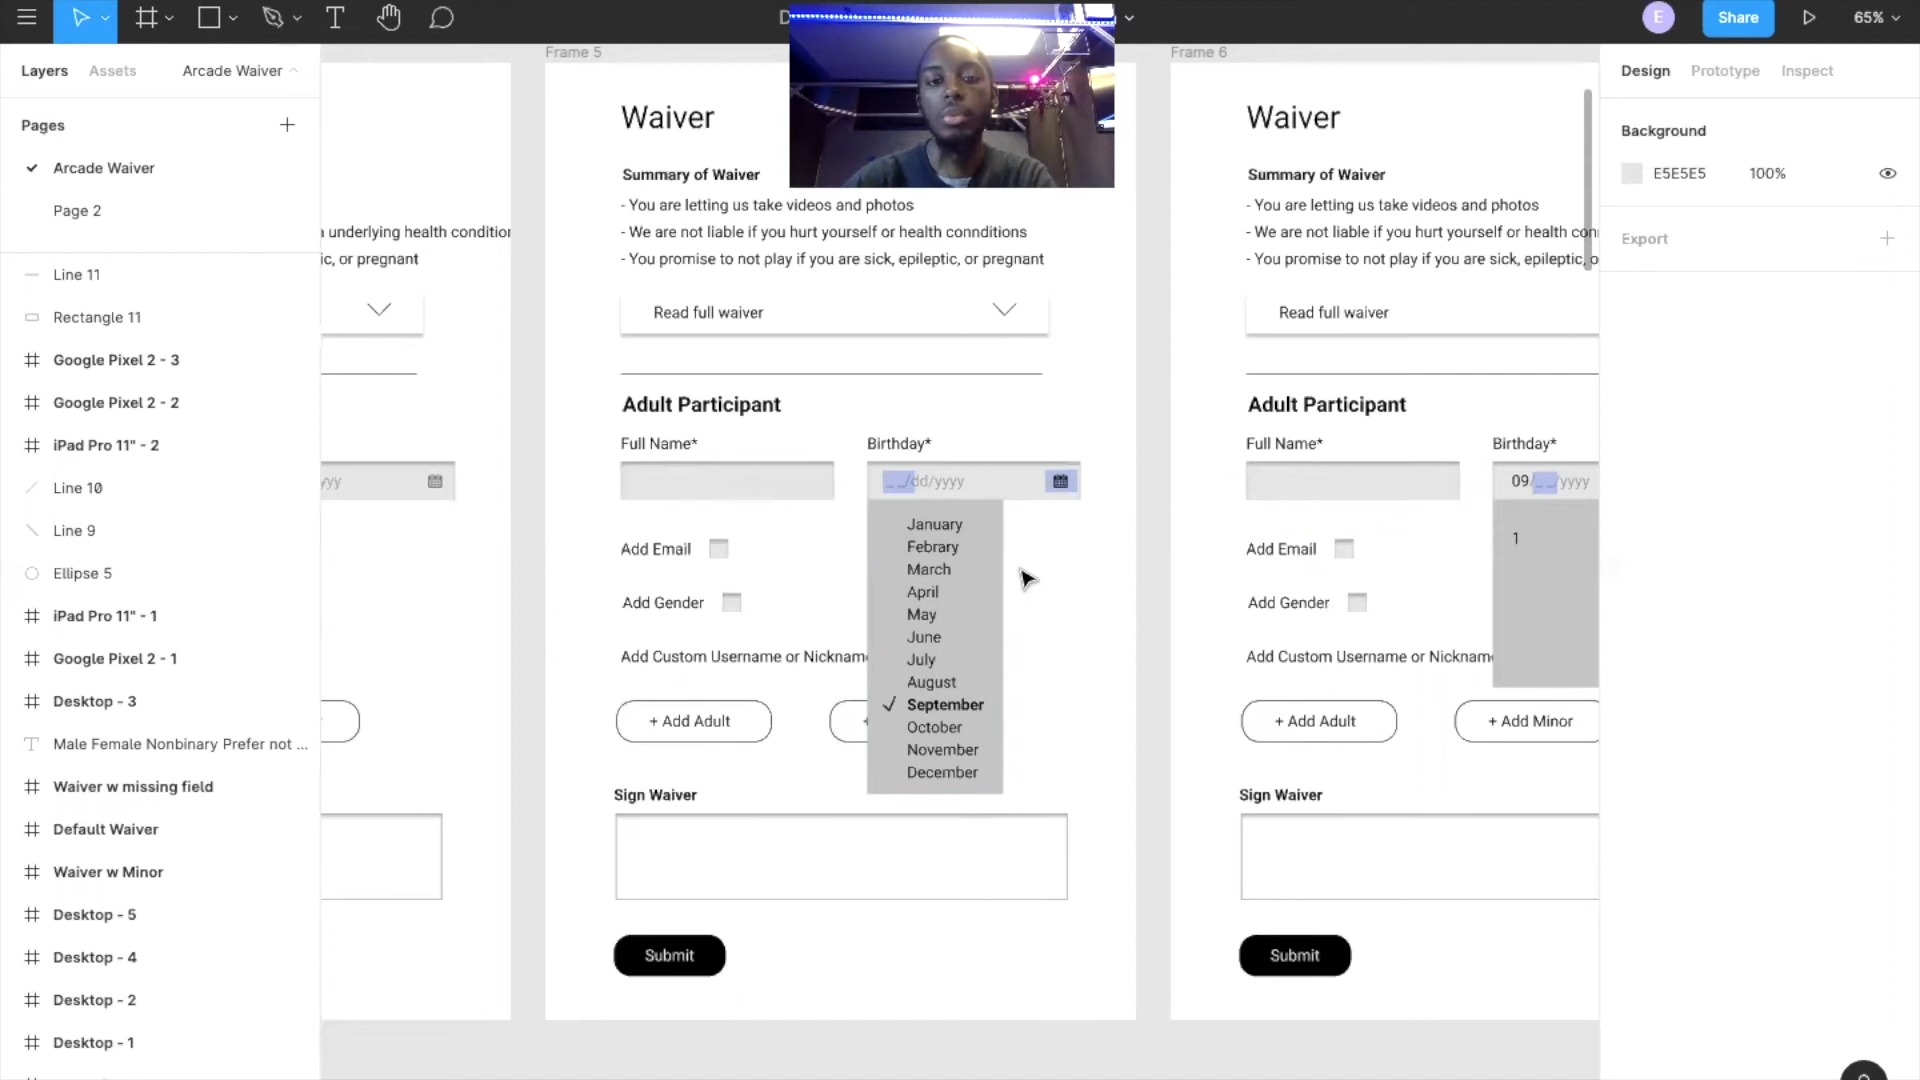 T
E
Share
65%
Layers
Assets
Arcade Waiver
Pages
Arcade Waiver
Page 2
Line 11
Rectangle 11
Google Pixel 2 - 3
Google Pixel 2 - 2
iPad Pro 11" - 2
Line 10
Line 9
Ellipse 5
iPad Pro 11" - 1
Google Pixel 2 - 1
Desktop - 3
T Male Female Nonbinary Prefer not ...
Waiver w missing field
Default Waiver
Waiver w Minor
Desktop - 5
Desktop - 4
Desktop - 2
Desktop - 1
underlying health condition
ic, or pregnant
yyy
Frame 5
Waiver
Summary of Waiver
- You are letting us take videos and photos
- We are not liable if you hurt yourself or health connditions
- You promise to not play if you are sick, epileptic, or pregnant
Read full waiver
Adult Participant
Full Name*
Birthday*
_ _/dd/yyyy
January
Febrary
March
April
May
June
July
August
September
October
November
December
Add Email
Add Gender
Add Custom Username or Nicknam
+ Add Adult
+
Sign Waiver
Submit
Frame 6
Waiver
Summary of Waiver
- You are letting us take videos and photos
- We are not liable if you hurt yourself or health con
- You promise to not play if you are sick, epileptic, o
Read full waiver
Adult Participant
Full Name*
Birthday*
09/_ _/yyyy
1
Add Email
Add Gender
Add Custom Username or Nicknam
+ Add Adult
+ Add Minor
Sign Waiver
Submit
Design
Prototype
Inspect
Background
E5E5E5
100%
Export